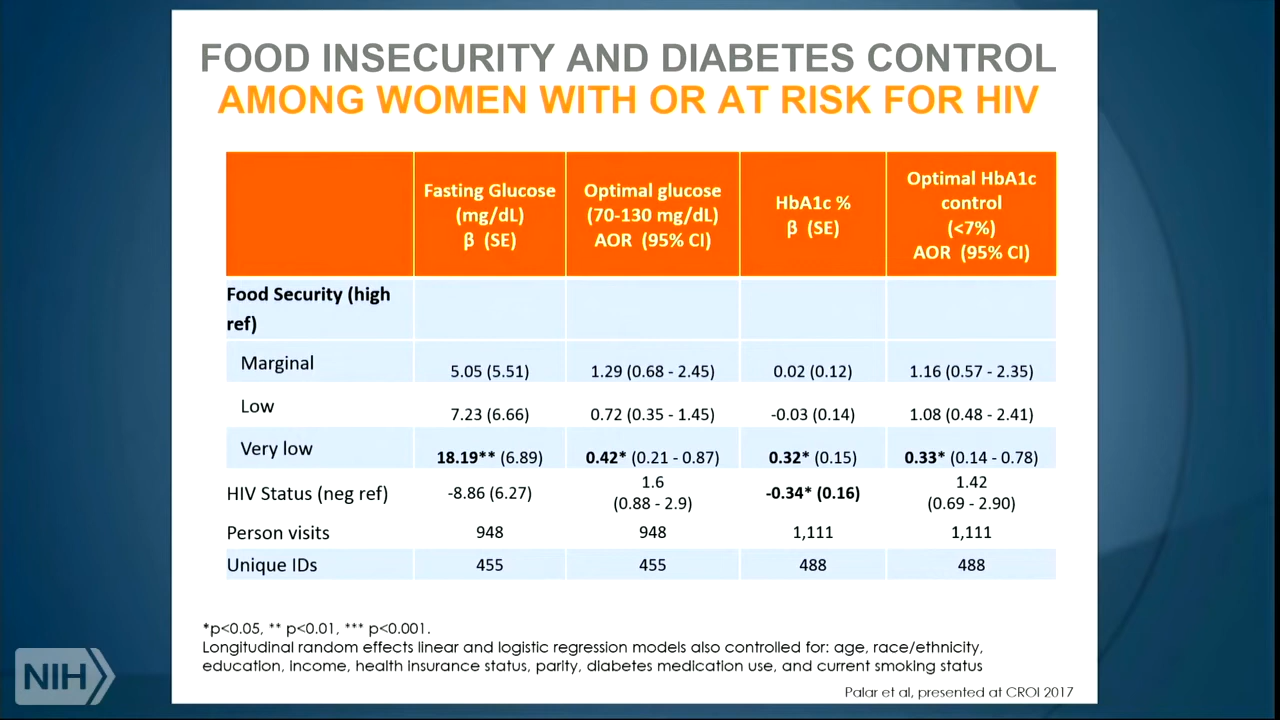 FOOD INSECURITY AND DIABETES CONTROL
AMONG WOMEN WITH OR AT RISK FOR HIV
Fasting Glucose (mg/dL) β (SE)
Optimal glucose (70-130 mg/dL) AOR (95% CI)
HbA1c % β (SE)
Optimal HbA1c control (<7%) AOR (95% CI)
Food Security (high ref)
Marginal 5.05 (5.51) 1.29 (0.68 - 2.45) 0.02 (0.12) 1.16 (0.57 - 2.35)
Low 7.23 (6.66) 0.72 (0.35 - 1.45) -0.03 (0.14) 1.08 (0.48 - 2.41)
Very low 18.19** (6.89) 0.42* (0.21 - 0.87) 0.32* (0.15) 0.33* (0.14 - 0.78)
HIV Status (neg ref) -8.86 (6.27) 1.6 (0.88 - 2.9) -0.34* (0.16) 1.42 (0.69 - 2.90)
Person visits 948 948 1,111 1,111
Unique IDs 455 455 488 488
*p<0.05, ** p<0.01, *** p<0.001.
Longitudinal random effects linear and logistic regression models also controlled for: age, race/ethnicity,
education, income, health insurance status, parity, diabetes medication use, and current smoking status
Palar et al, presented at CROI 2017
NIH